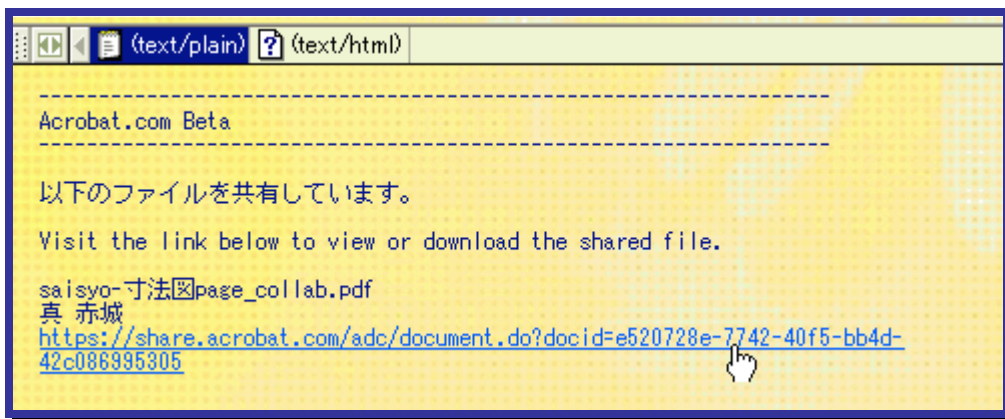 (text/plain) (text/html)
------------------------------------------------------------------
Acrobat.com Beta
------------------------------------------------------------------
以下のファイルを共有しています。
Visit the link below to view or download the shared file.
saisyo-寸法図page_collab.pdf
真 赤城
https://share.acrobat.com/adc/document.do?docid=e520728e-7742-40f5-bb4d-
42c086995305